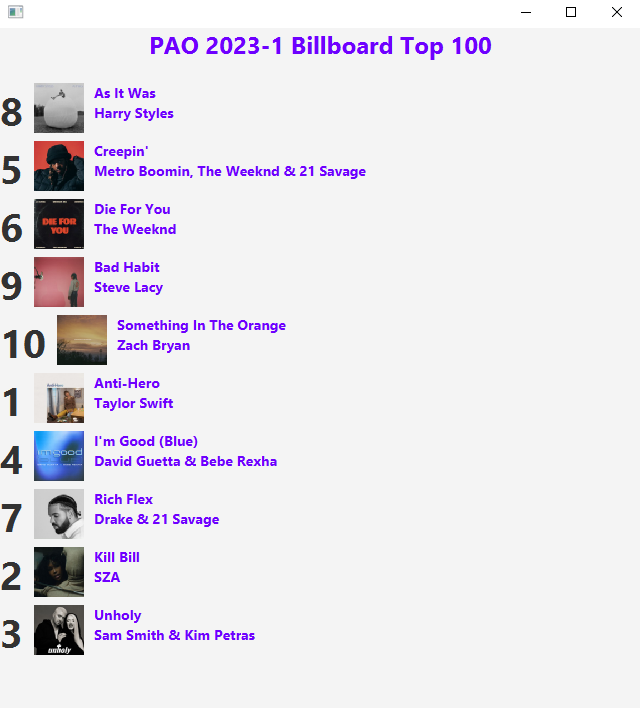 PAO 2023-1 Billboard Top 100
8
As It Was
Harry Styles
5
Creepin'
Metro Boomin, The Weeknd & 21 Savage
6
DIE FOR
YOU
Die For You
The Weeknd
9
Bad Habit
Steve Lacy
10
Something In The Orange
Zach Bryan
1
Anti-Hero
Taylor Swift
4
i'm good
I'm Good (Blue)
David Guetta & Bebe Rexha
7
Rich Flex
Drake & 21 Savage
2
Kill Bill
SZA
3
unholy
Unholy
Sam Smith & Kim Petras